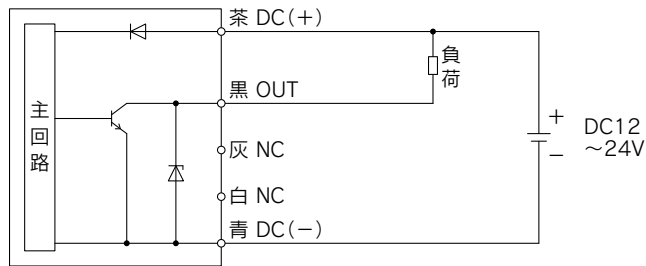 茶 DC(+)
負荷
黒 OUT
主回路
灰 NC
白 NC
青 DC(−)
+
−
DC12
～24V